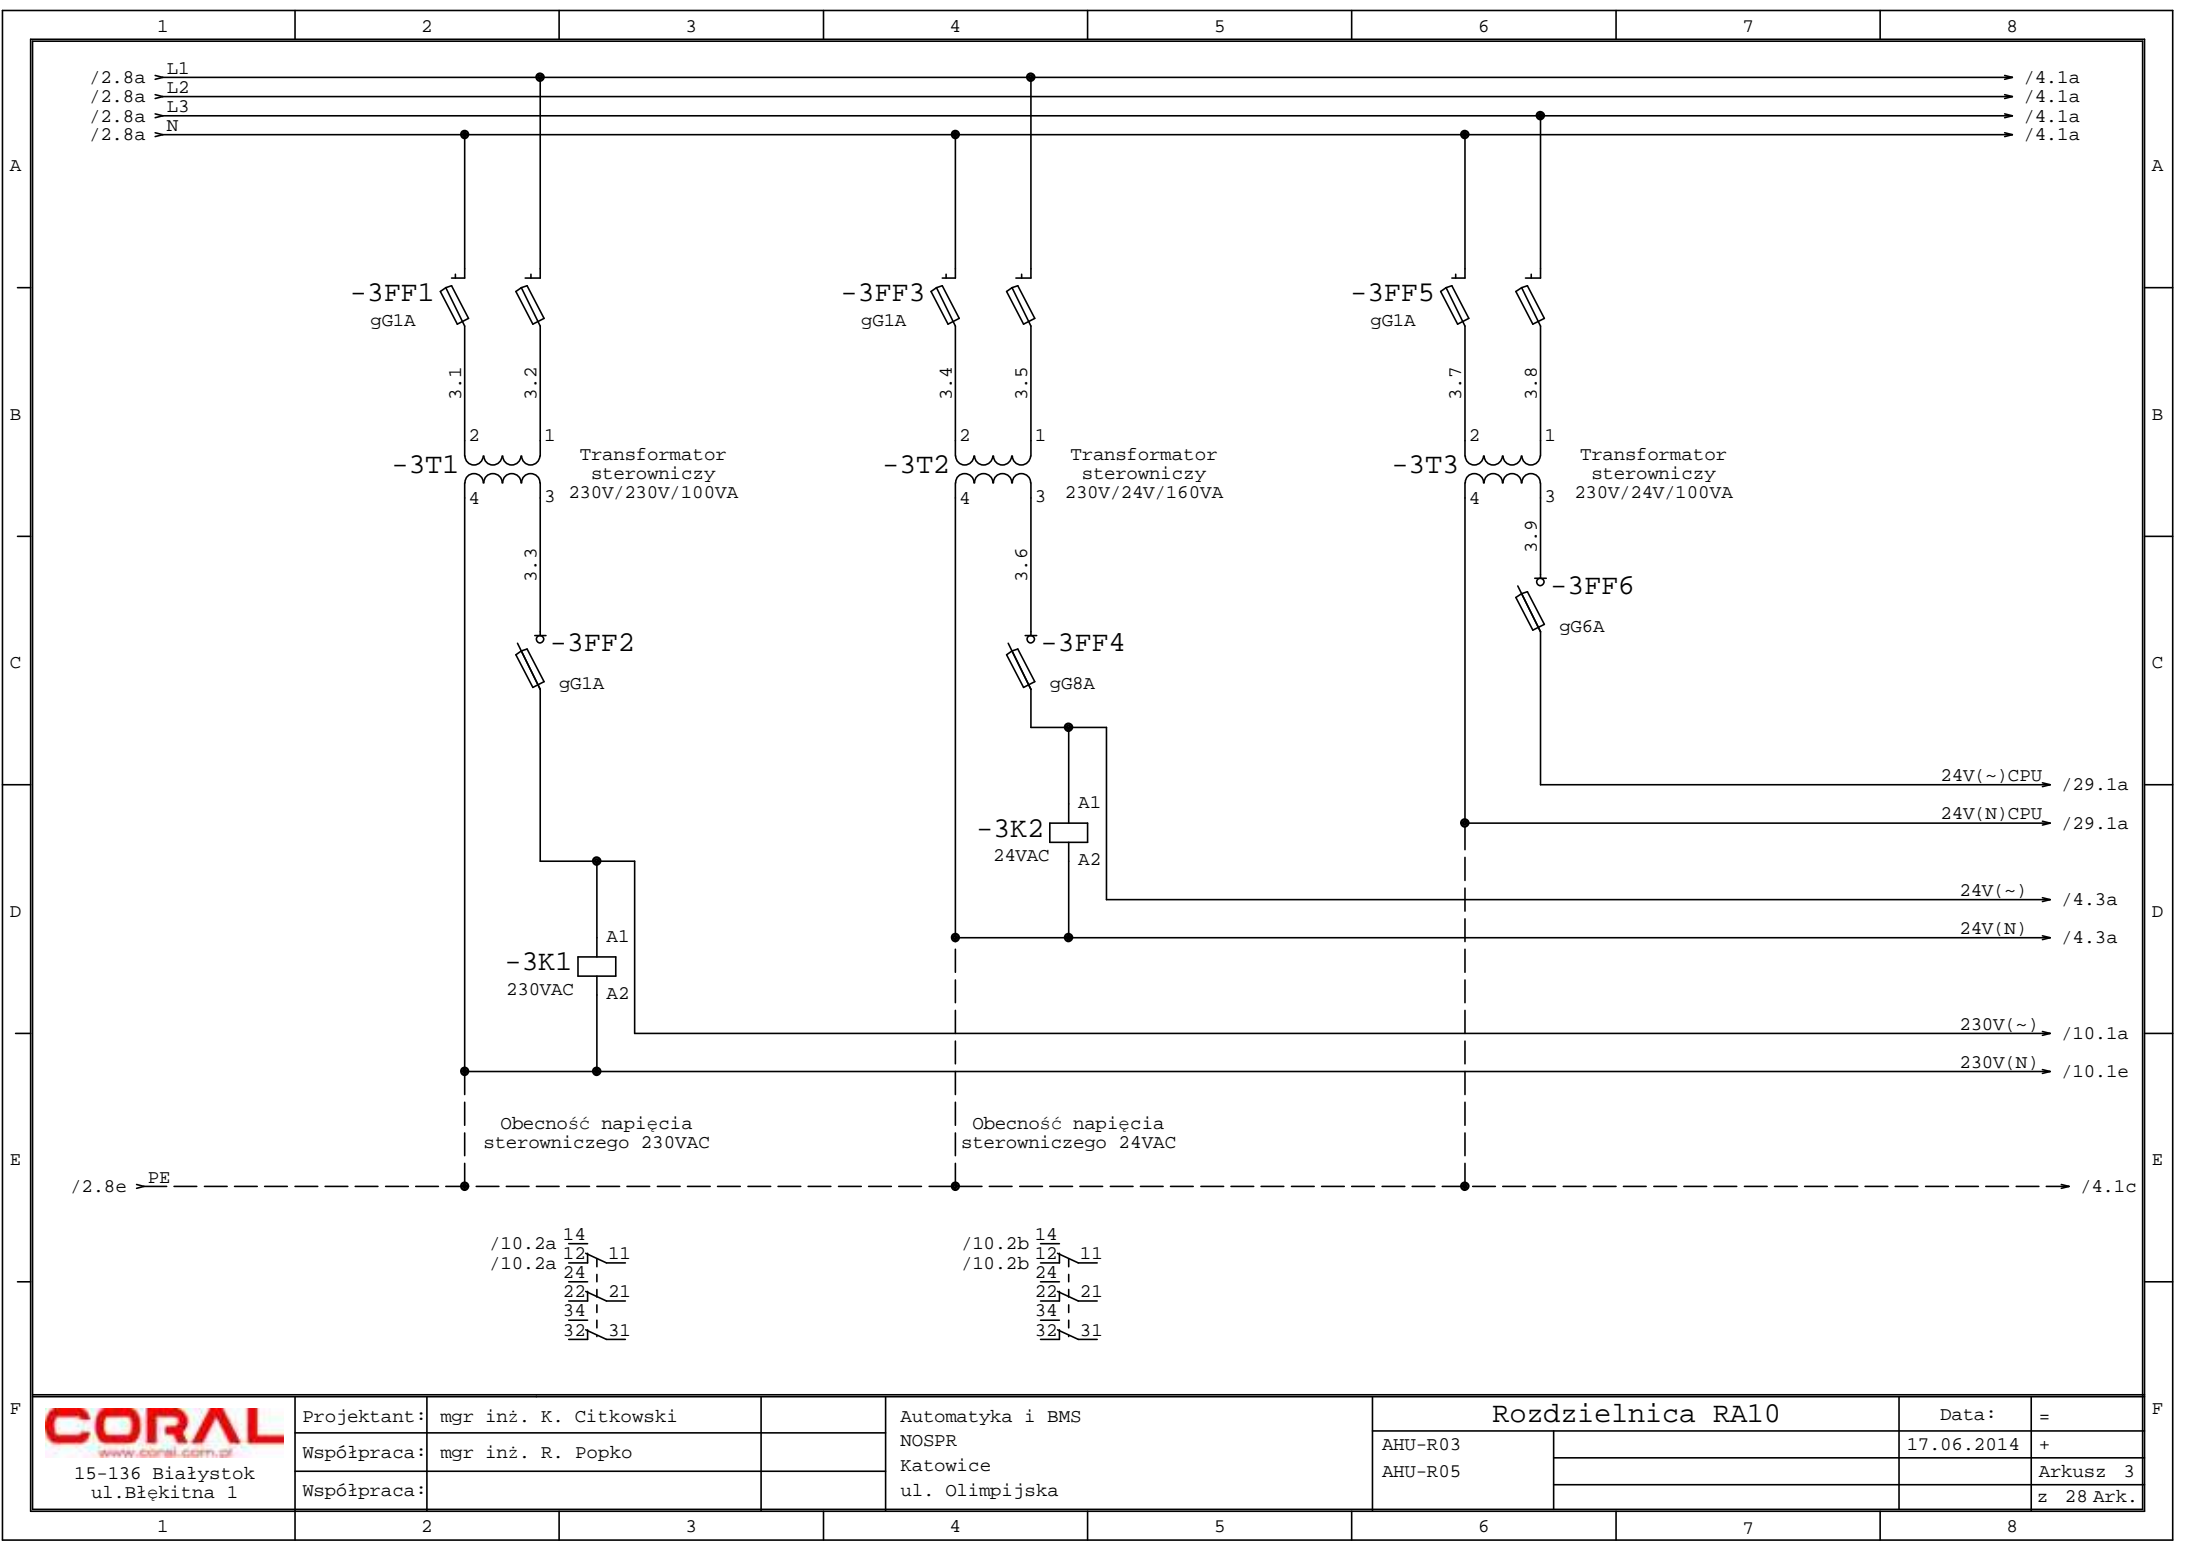 1 2 3 4 5 6 7 8
/2.8a L1 /4.1a
/2.8a L2 /4.1a
/2.8a L3 /4.1a
/2.8a N /4.1a
A A
-3FF1 -3FF3 -3FF5
gG1A gG1A gG1A
3.1 3.2 3.4 3.5 3.7 3.8
B B
2 1 2 1 2 1
-3T1 -3T2 -3T3
Transformator
sterowniczy
230V/230V/100VA
Transformator
sterowniczy
230V/24V/160VA
Transformator
sterowniczy
230V/24V/100VA
4 3 4 3 4 3
3.3 3.6 3.9
-3FF6
gG6A
-3FF2 -3FF4
gG1A gG8A
C C
24V(~)CPU /29.1a
24V(N)CPU /29.1a
A1
-3K2
24VAC
A2
24V(~) /4.3a
D D
24V(N) /4.3a
A1
-3K1
230VAC
A2
230V(~) /10.1a
230V(N) /10.1e
Obecność napięcia
sterowniczego 230VAC
Obecność napięcia
sterowniczego 24VAC
E E
/2.8e PE /4.1c
14
/10.2a
12 11
/10.2a
24
22 21
34
32 31
14
/10.2b
12 11
/10.2b
24
22 21
34
32 31
F F
CORAL
www.coral.com.pl
15-136 Białystok
ul.Błękitna 1
Projektant: mgr inż. K. Citkowski
Współpraca: mgr inż. R. Popko
Współpraca:
Automatyka i BMS
NOSPR
Katowice
ul. Olimpijska
Rozdzielnica RA10
AHU-R03
AHU-R05
Data: =
17.06.2014 +
Arkusz 3
z 28 Ark.
1 2 3 4 5 6 7 8